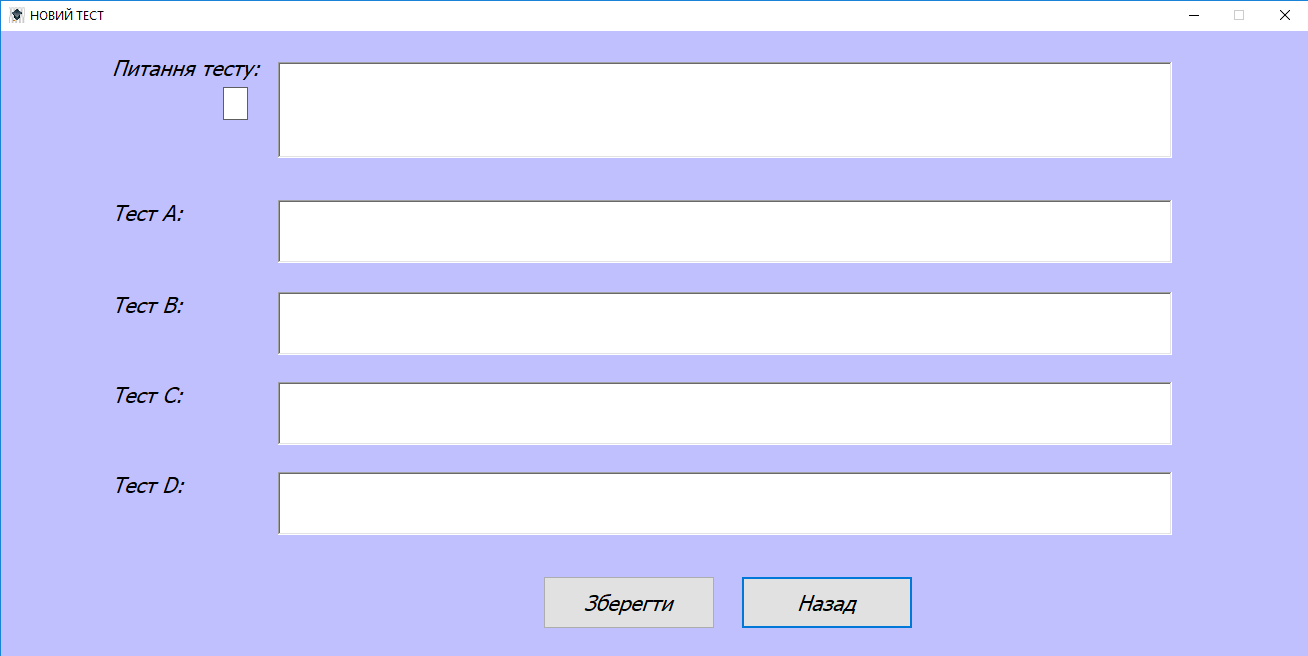 НОВИЙ ТЕСТ
Питання тесту:
Тест A:
Тест B:
Тест C:
Тест D:
Зберегти
Назад